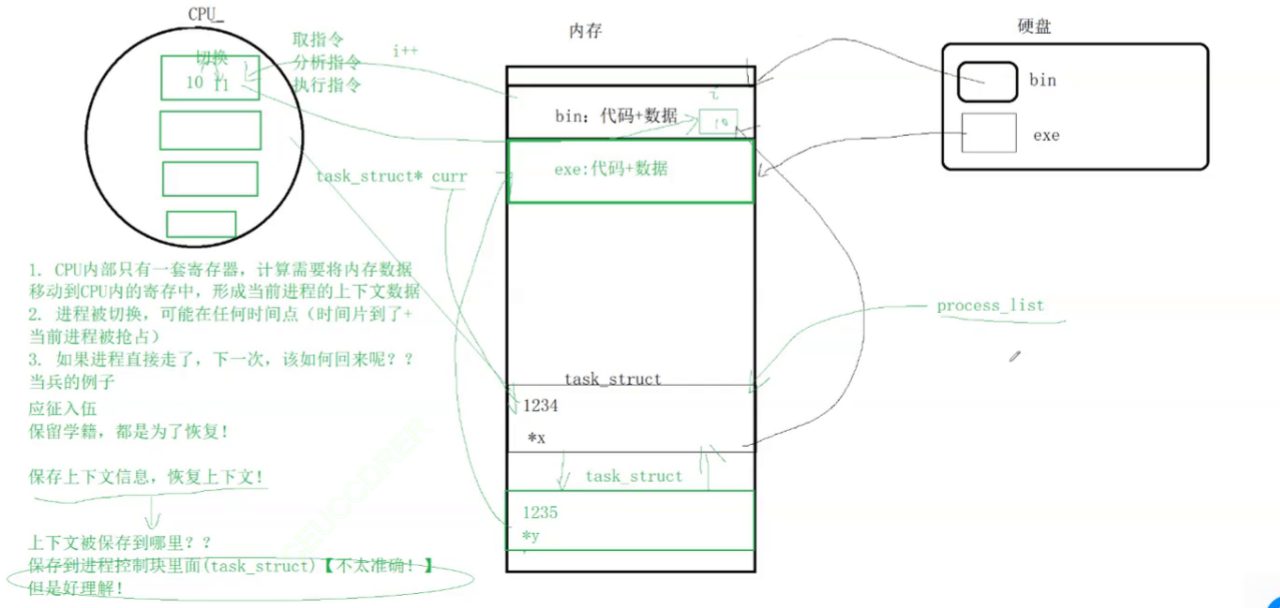 CPU_
内存
硬盘
切换
10 11
取指令
分析指令
执行指令
i++
bin: 代码+数据
i
10
exe:代码+数据
bin
exe
task_struct* curr
process_list
1. CPU内部只有一套寄存器，计算需要将内存数据
移动到CPU内的寄存中，形成当前进程的上下文数据
2. 进程被切换，可能在任何时间点（时间片到了+
当前进程被抢占）
3. 如果进程直接走了，下一次，该如何回来呢？？
当兵的例子
应征入伍
保留学籍，都是为了恢复！
保存上下文信息，恢复上下文！
上下文被保存到哪里？？
保存到进程控制块里面(task_struct)【不太准确！】
但是好理解！
task_struct
1234
*x
task_struct
1235
*y